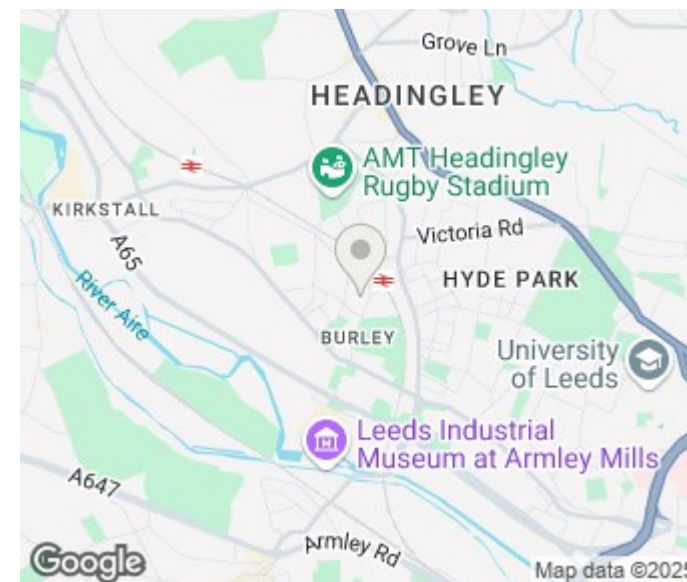 Grove Ln
HEADINGLEY
AMT Headingley
Rugby Stadium
KIRKSTALL
Victoria Rd
A65
HYDE PARK
River Aire
BURLEY
University
of Leeds
Leeds Industrial
Museum at Armley Mills
A647
Armley Rd
Google
Map data ©2025